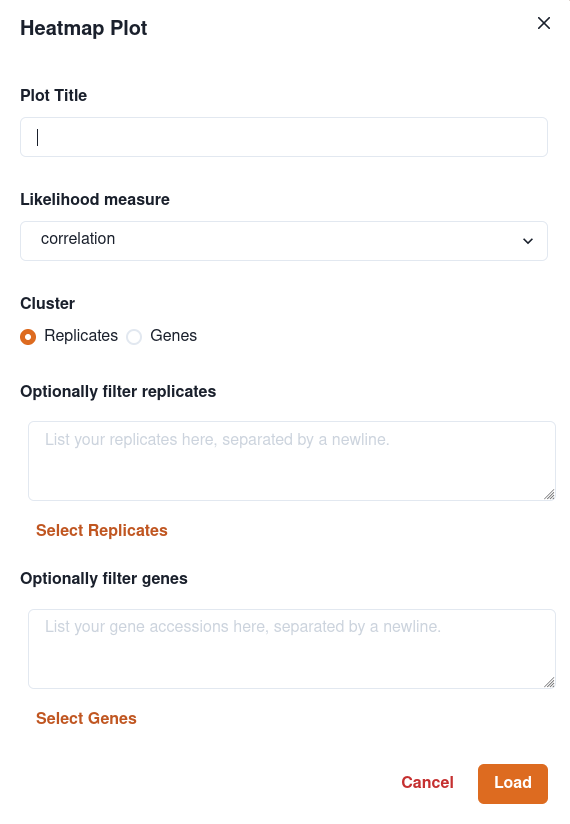 Heatmap Plot
Plot Title
Likelihood measure
correlation
Cluster
Replicates Genes
Optionally filter replicates
List your replicates here, separated by a newline.
Select Replicates
Optionally filter genes
List your gene accessions here, separated by a newline.
Select Genes
Cancel Load